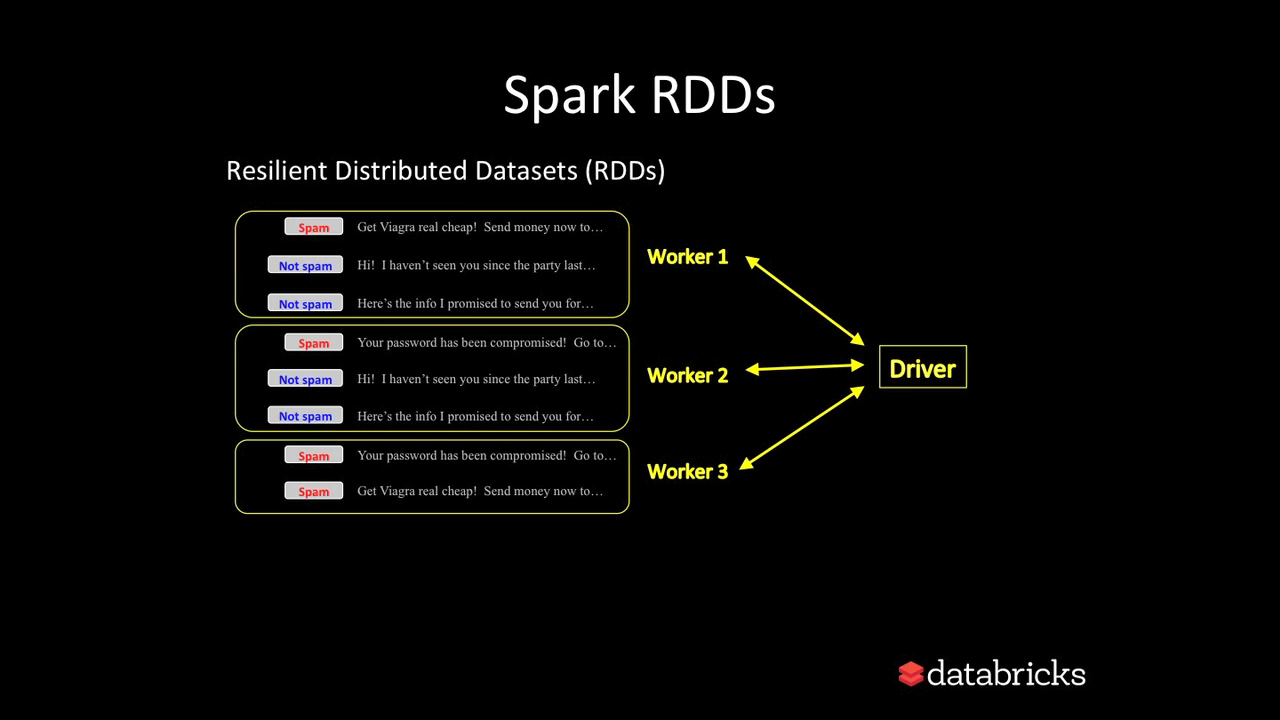 Spark RDDs
Resilient Distributed Datasets (RDDs)
Spam Get Viagra real cheap!  Send money now to…
Not spam Hi!  I haven’t seen you since the party last…
Not spam Here’s the info I promised to send you for…
Worker 1
Spam Your password has been compromised!  Go to…
Not spam Hi!  I haven’t seen you since the party last…
Not spam Here’s the info I promised to send you for…
Worker 2
Spam Your password has been compromised!  Go to…
Spam Get Viagra real cheap!  Send money now to…
Worker 3
Driver
databricks